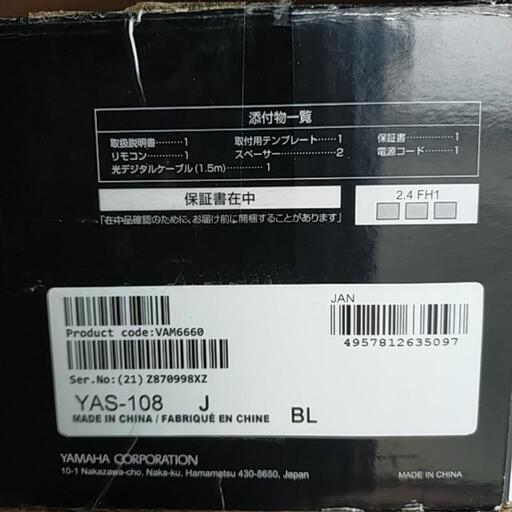 添付物一覧
取扱説明書………1 取付用テンプレート……1 保証書……………1
リモコン…………1 スペーサー………………2 電源コード………1
光デジタルケーブル(1.5m)……………1
保証書在中
2.4 FH1
「在中品確認のために、お届け前に開梱することがあります」
JAN
Product code:VAM6660
4957812635097
Ser.No:(21)Z870998XZ
YAS-108 J BL
MADE IN CHINA / FABRIQUÉ EN CHINE
YAMAHA CORPORATION
10-1 Nakazawa-cho, Naka-ku, Hamamatsu 430-8650, Japan
MADE IN CHINA